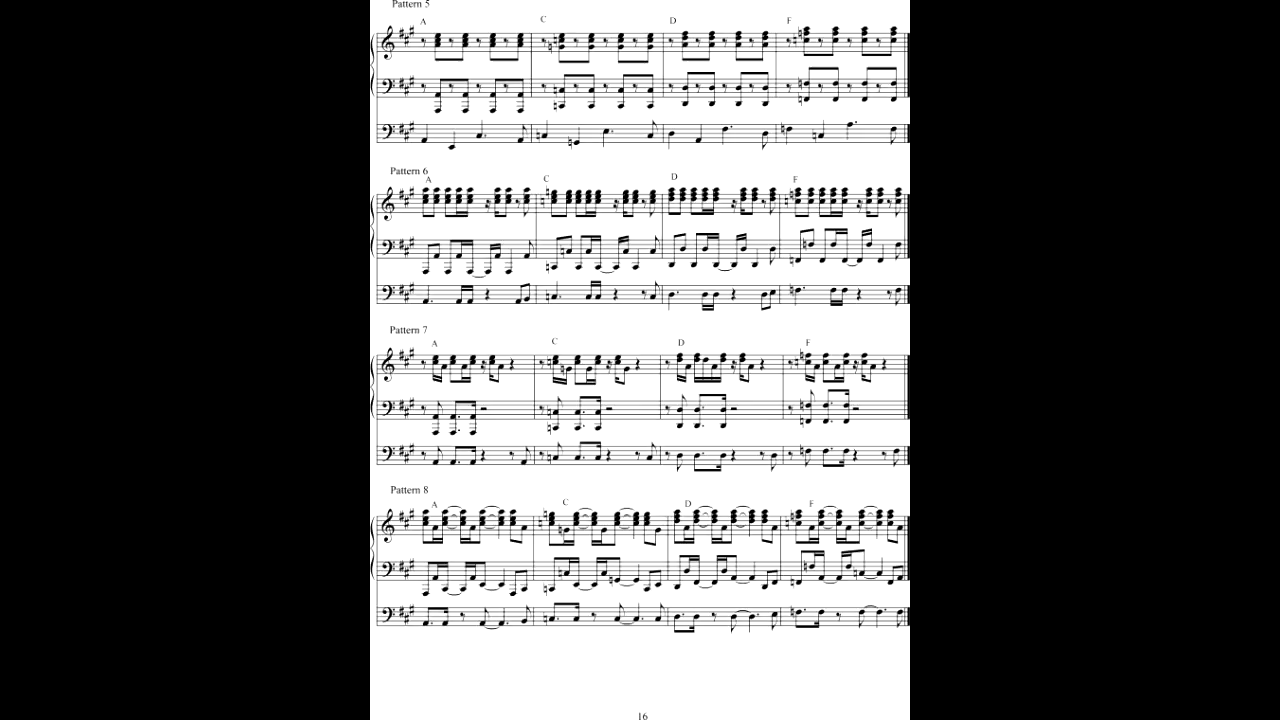 Pattern 5
A C D F
Pattern 6
A C D F
Pattern 7
A C D F
Pattern 8
A C D F
16